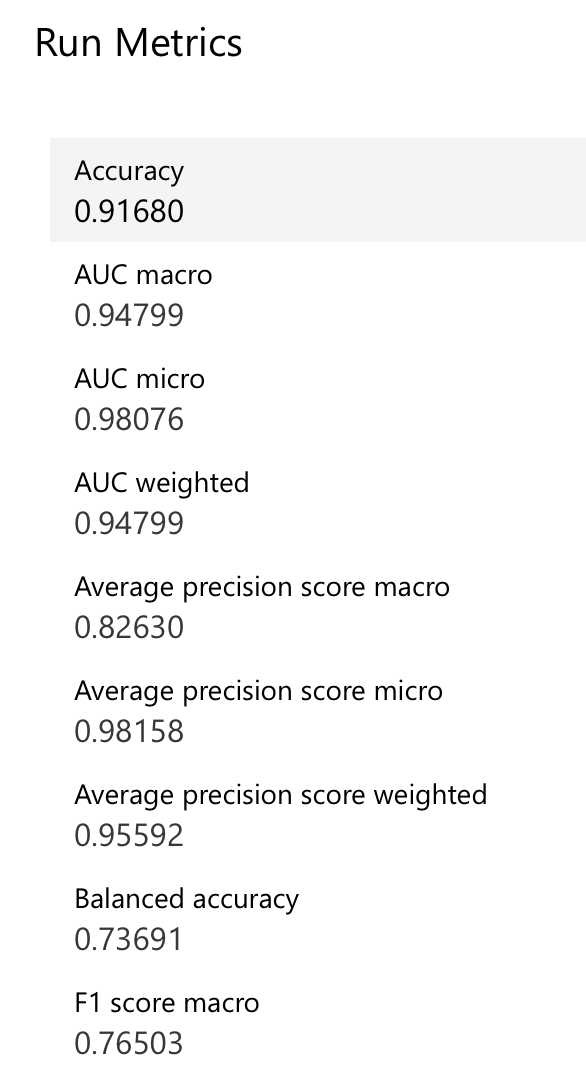 Run Metrics
Accuracy
0.91680
AUC macro
0.94799
AUC micro
0.98076
AUC weighted
0.94799
Average precision score macro
0.82630
Average precision score micro
0.98158
Average precision score weighted
0.95592
Balanced accuracy
0.73691
F1 score macro
0.76503